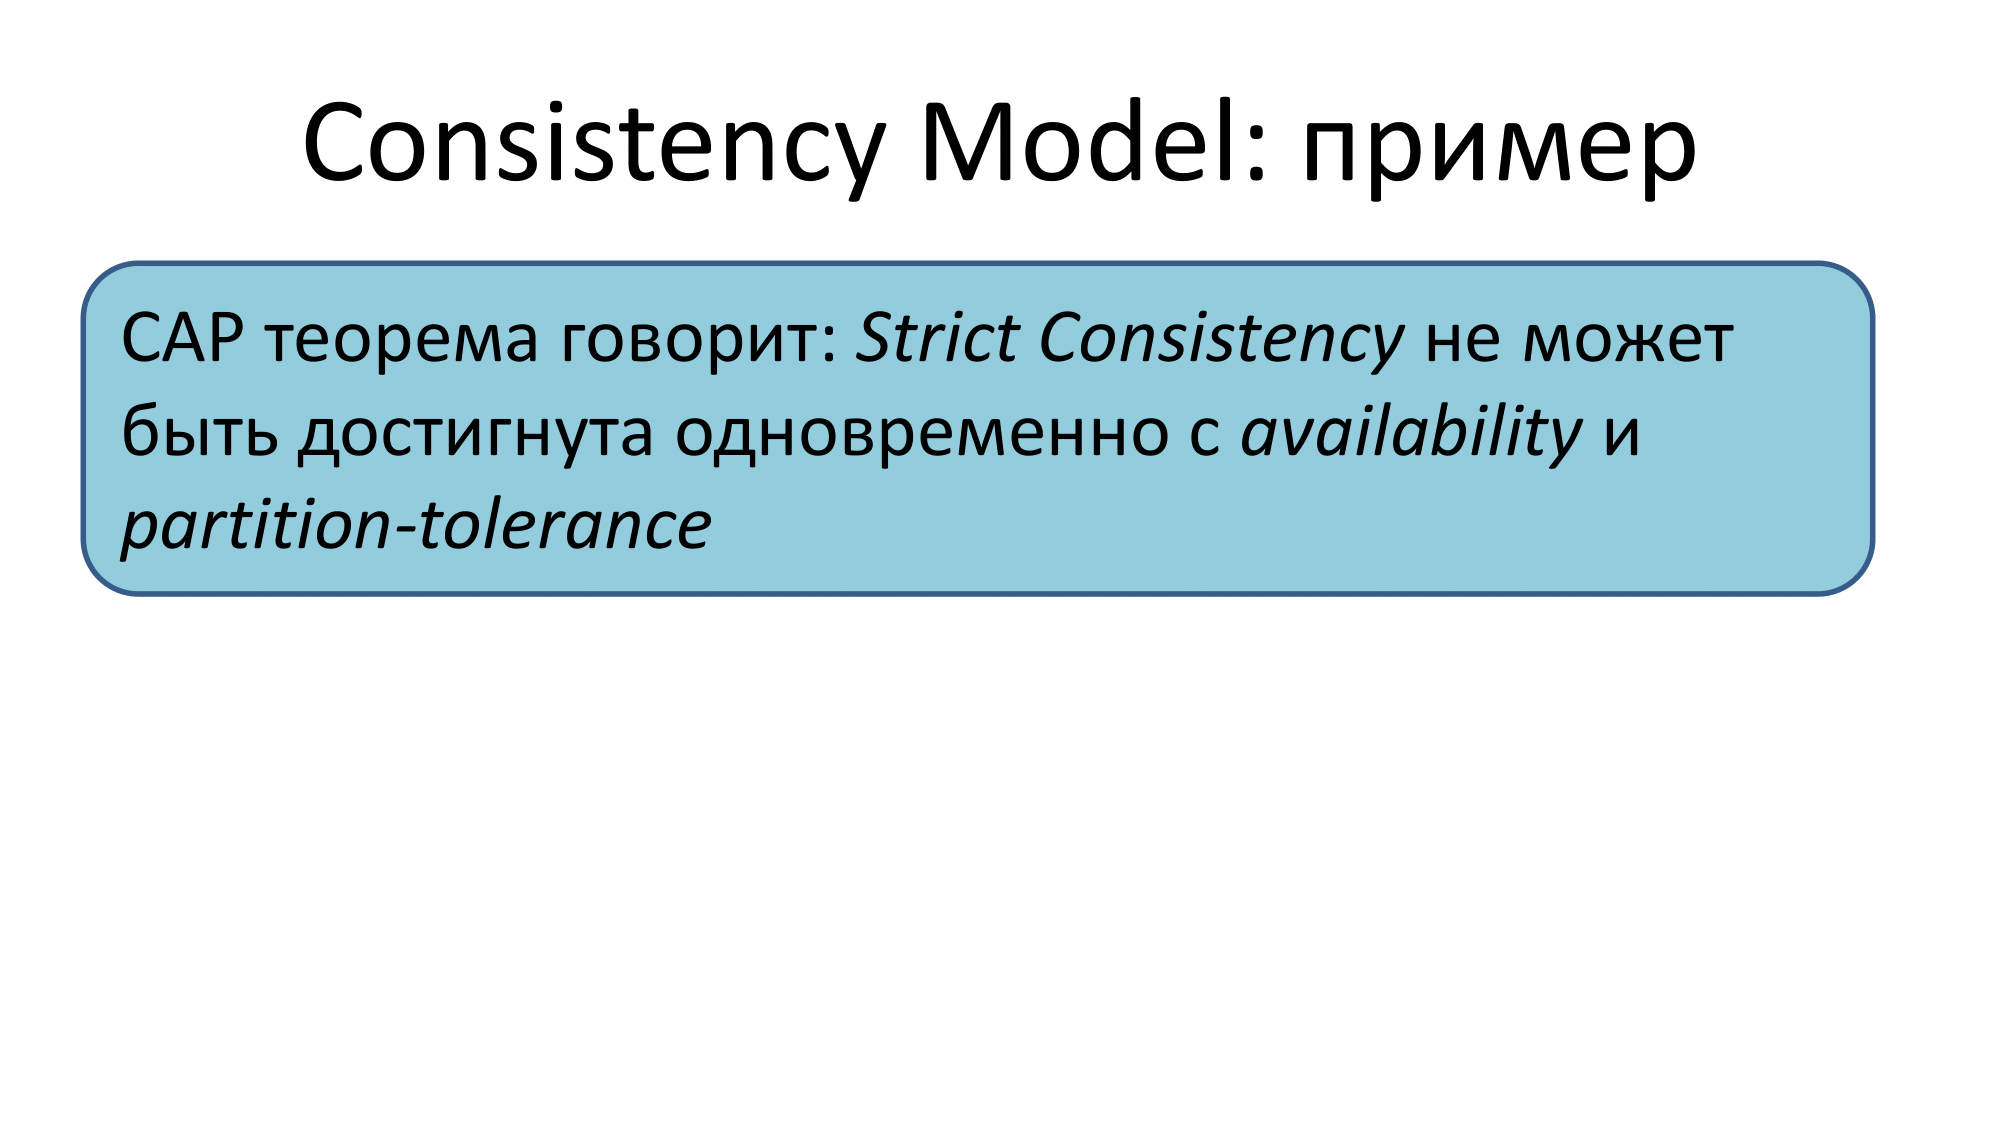 Consistency Model: пример
CAP теорема говорит: Strict Consistency не может
быть достигнута одновременно с availability и
partition-tolerance